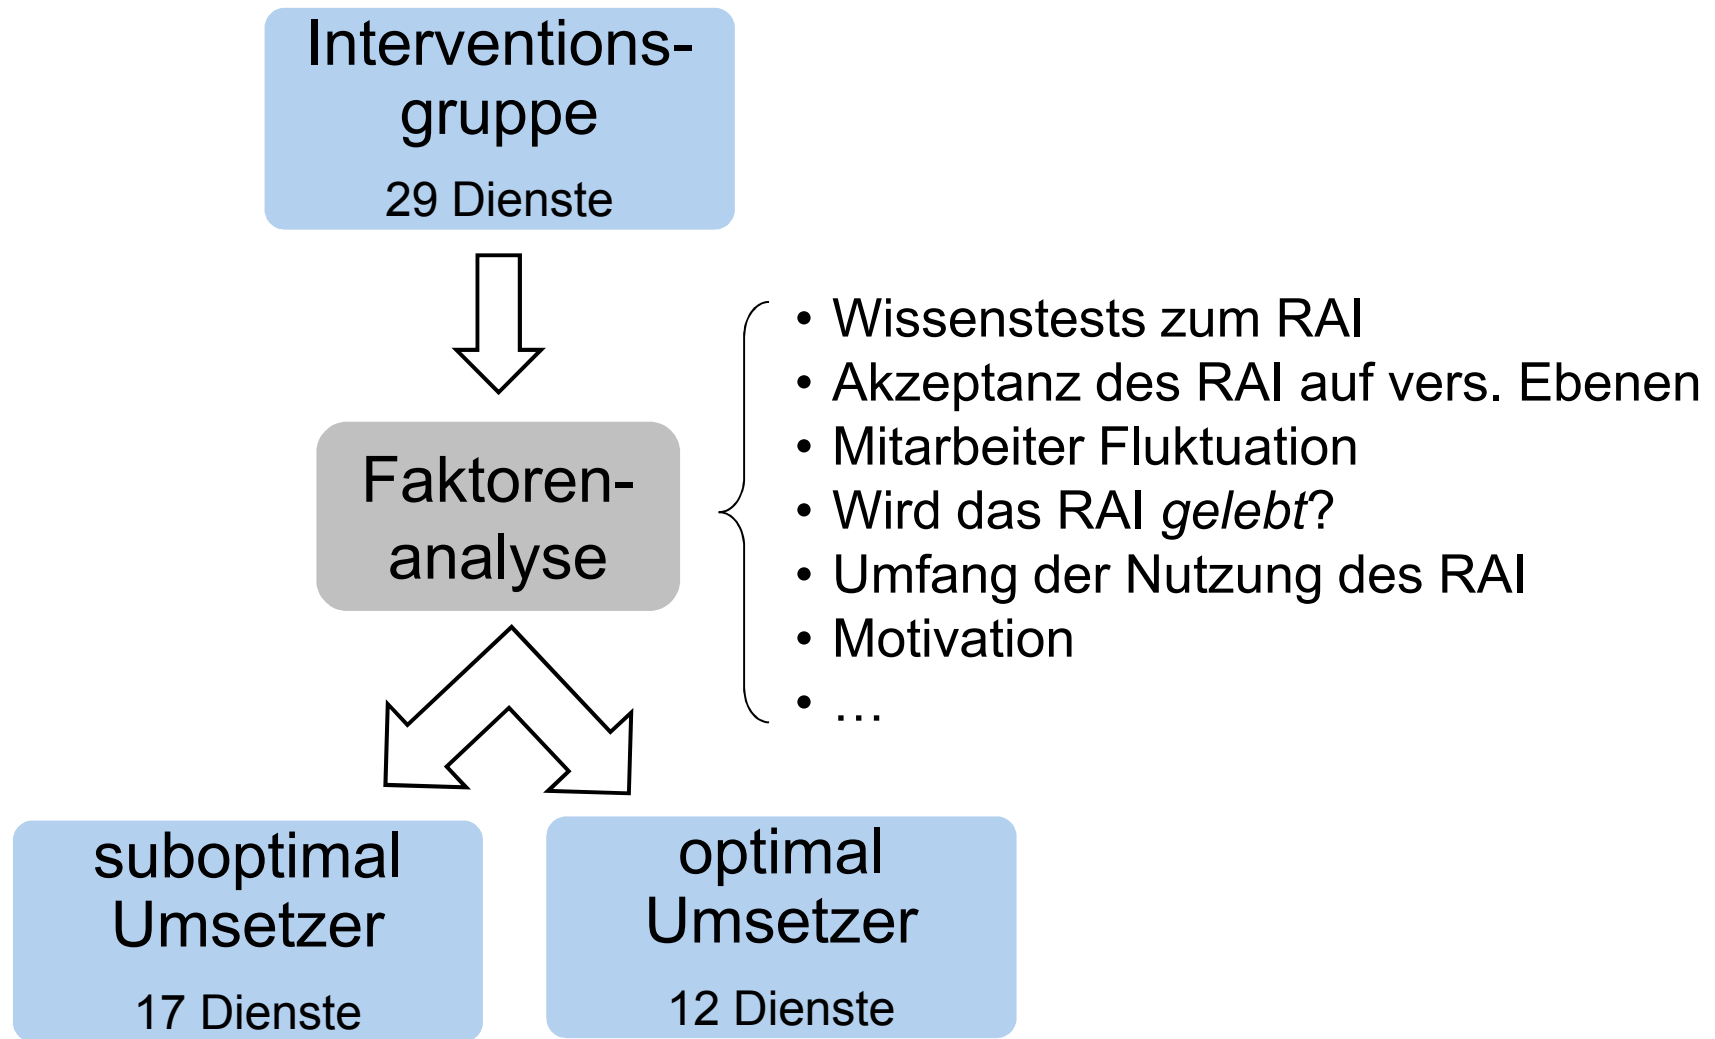 Interventions-
gruppe
29 Dienste
Faktoren-
analyse
• Wissenstests zum RAI
• Akzeptanz des RAI auf vers. Ebenen
• Mitarbeiter Fluktuation
• Wird das RAI gelebt?
• Umfang der Nutzung des RAI
• Motivation
• …
suboptimal
Umsetzer
17 Dienste
optimal
Umsetzer
12 Dienste